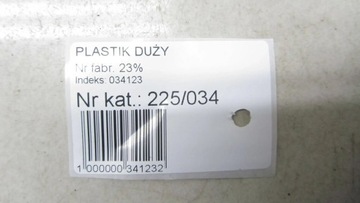 PLASTIK DUŻY
Nr fabr. 23%
Indeks: 034123
Nr kat.: 225/034
1 000000 341232